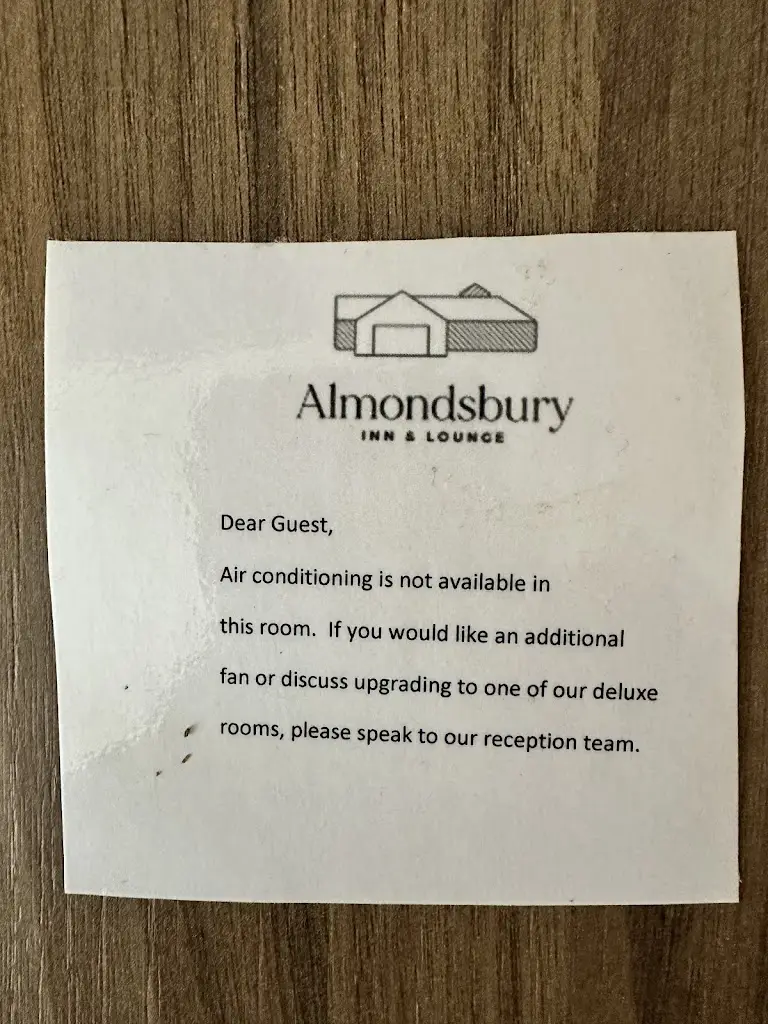 Almondsbury
INN & LOUNGE
Dear Guest,
Air conditioning is not available in
this room. If you would like an additional
fan or discuss upgrading to one of our deluxe
rooms, please speak to our reception team.